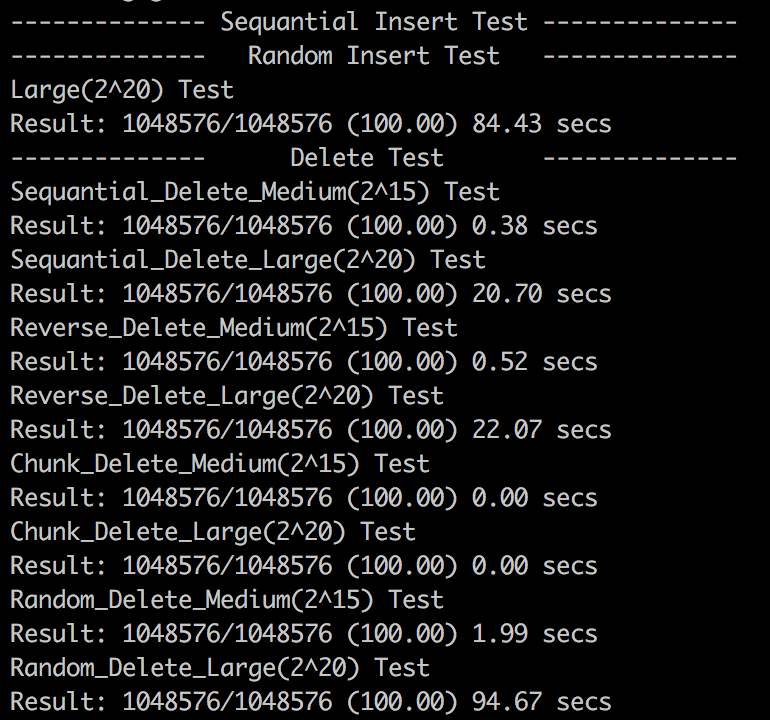 -------------- Sequantial Insert Test --------------
--------------   Random Insert Test   --------------
Large(2^20) Test
Result: 1048576/1048576 (100.00) 84.43 secs
--------------      Delete Test       --------------
Sequantial_Delete_Medium(2^15) Test
Result: 1048576/1048576 (100.00) 0.38 secs
Sequantial_Delete_Large(2^20) Test
Result: 1048576/1048576 (100.00) 20.70 secs
Reverse_Delete_Medium(2^15) Test
Result: 1048576/1048576 (100.00) 0.52 secs
Reverse_Delete_Large(2^20) Test
Result: 1048576/1048576 (100.00) 22.07 secs
Chunk_Delete_Medium(2^15) Test
Result: 1048576/1048576 (100.00) 0.00 secs
Chunk_Delete_Large(2^20) Test
Result: 1048576/1048576 (100.00) 0.00 secs
Random_Delete_Medium(2^15) Test
Result: 1048576/1048576 (100.00) 1.99 secs
Random_Delete_Large(2^20) Test
Result: 1048576/1048576 (100.00) 94.67 secs